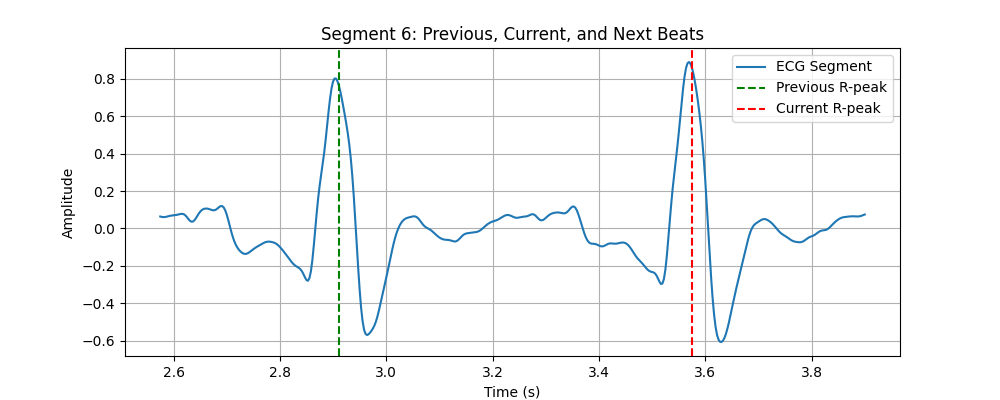 Segment 6: Previous, Current, and Next Beats
ECG Segment
Previous R-peak
Current R-peak
Amplitude
0.8
0.6
0.4
0.2
0.0
−0.2
−0.4
−0.6
2.6 2.8 3.0 3.2 3.4 3.6 3.8
Time (s)